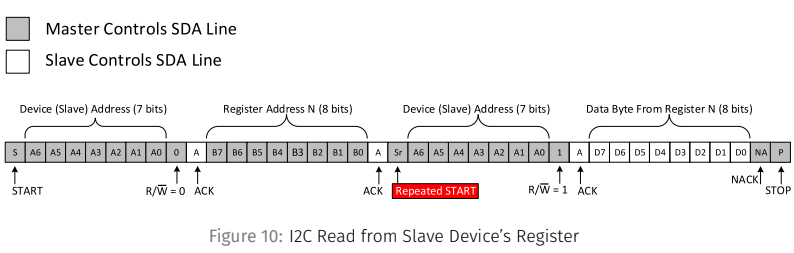 Master Controls SDA Line
Slave Controls SDA Line
Device (Slave) Address (7 bits) Register Address N (8 bits) Device (Slave) Address (7 bits) Data Byte From Register N (8 bits)
S A6 A5 A4 A3 A2 A1 A0 0 A B7 B6 B5 B4 B3 B2 B1 B0 A Sr A6 A5 A4 A3 A2 A1 A0 1 A D7 D6 D5 D4 D3 D2 D1 D0 NA P
START R/W̅ = 0 ACK ACK Repeated START R/W̅ = 1 ACK NACK STOP
Figure 10: I2C Read from Slave Device's Register